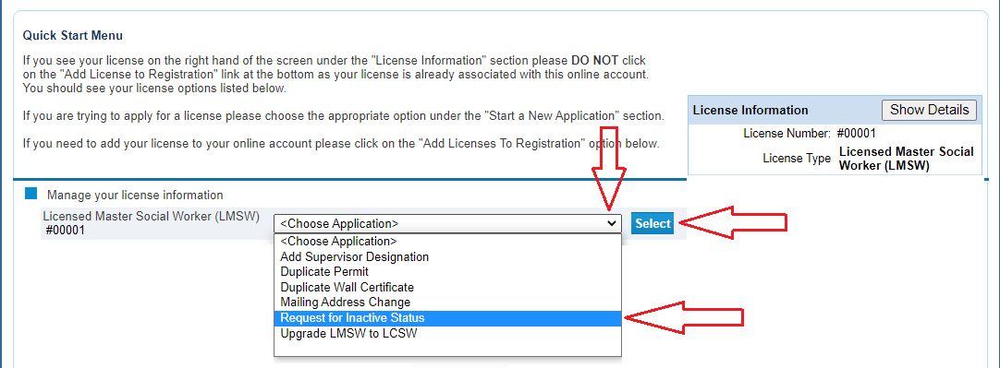 Quick Start Menu
If you see your license on the right hand of the screen under the "License Information" section please DO NOT click
on the "Add License to Registration" link at the bottom as your license is already associated with this online account.
You should see your license options listed below.
If you are trying to apply for a license please choose the appropriate option under the "Start a New Application" section.
If you need to add your license to your online account please click on the "Add Licenses To Registration" option below.
License Information Show Details
License Number: #00001
License Type Licensed Master Social
Worker (LMSW)
Manage your license information
Licensed Master Social Worker (LMSW)
#00001
<Choose Application>
Select
<Choose Application>
Add Supervisor Designation
Duplicate Permit
Duplicate Wall Certificate
Mailing Address Change
Request for Inactive Status
Upgrade LMSW to LCSW